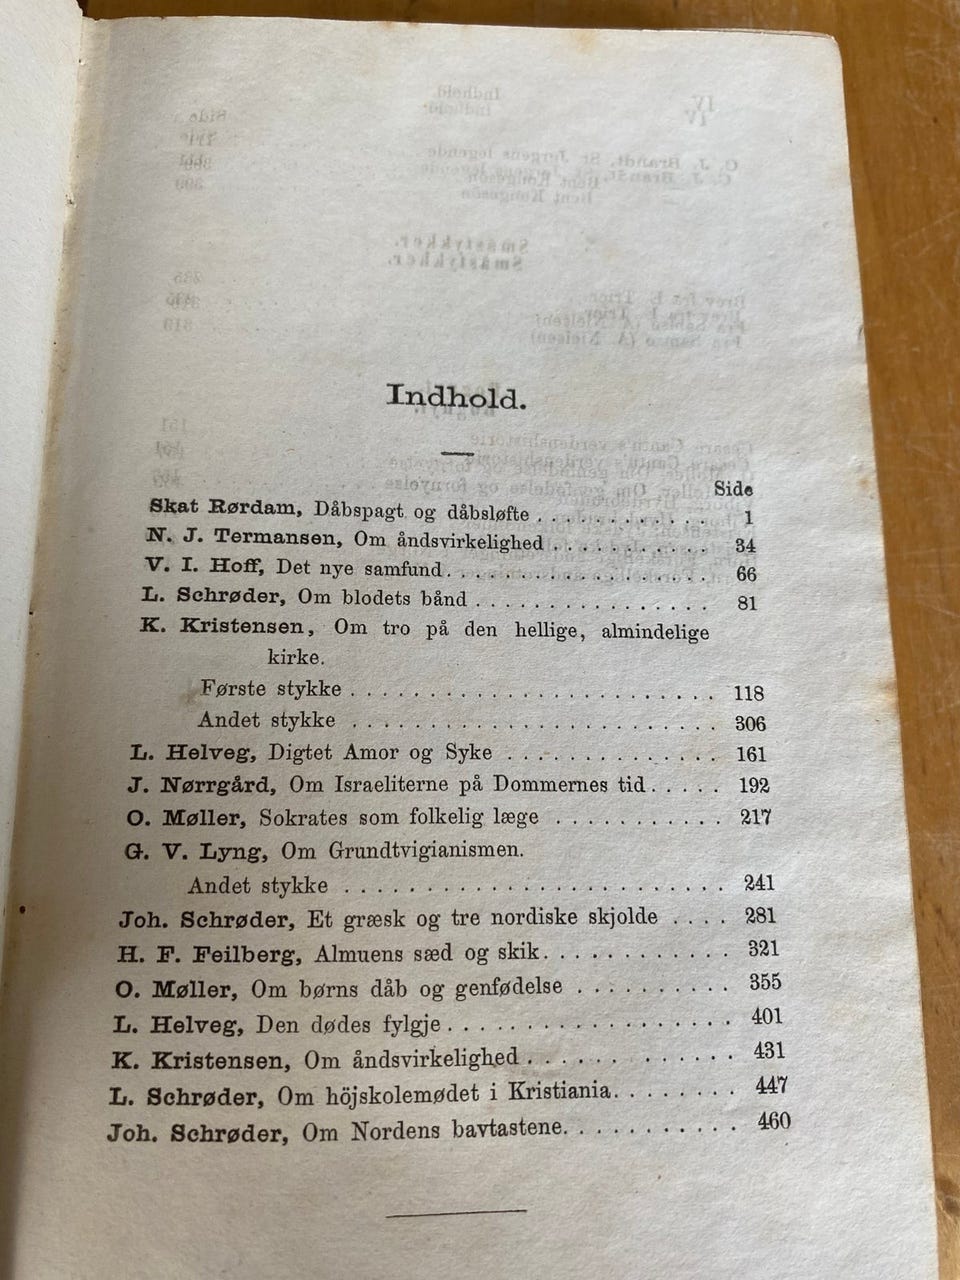 Indhold.
Side
Skat Rørdam, Dåbspagt og dåbsløfte . . . . . . . . . . . . 1
N. J. Termansen, Om åndsvirkelighed . . . . . . . . . . . 34
V. I. Hoff, Det nye samfund . . . . . . . . . . . . . . . . . . . 66
L. Schrøder, Om blodets bånd . . . . . . . . . . . . . . . . . 81
K. Kristensen, Om tro på den hellige, almindelige
kirke.
Første stykke . . . . . . . . . . . . . . . . . . . . . . . . . . 118
Andet stykke . . . . . . . . . . . . . . . . . . . . . . . . . . 306
L. Helveg, Digtet Amor og Syke . . . . . . . . . . . . . . . 161
J. Nørrgård, Om Israeliterne på Dommernes tid . . . . . 192
O. Møller, Sokrates som folkelig læge . . . . . . . . . . . 217
G. V. Lyng, Om Grundtvigianismen.
Andet stykke . . . . . . . . . . . . . . . . . . . . . . . . . . . 241
Joh. Schrøder, Et græsk og tre nordiske skjolde . . . . 281
H. F. Feilberg, Almuens sæd og skik . . . . . . . . . . . . . 321
O. Møller, Om børns dåb og genfødelse . . . . . . . . . . 355
L. Helveg, Den dødes fylgje . . . . . . . . . . . . . . . . . . . 401
K. Kristensen, Om åndsvirkelighed . . . . . . . . . . . . . 431
L. Schrøder, Om höjskolemødet i Kristiania . . . . . . . . 447
Joh. Schrøder, Om Nordens bavtastene . . . . . . . . . . . 460